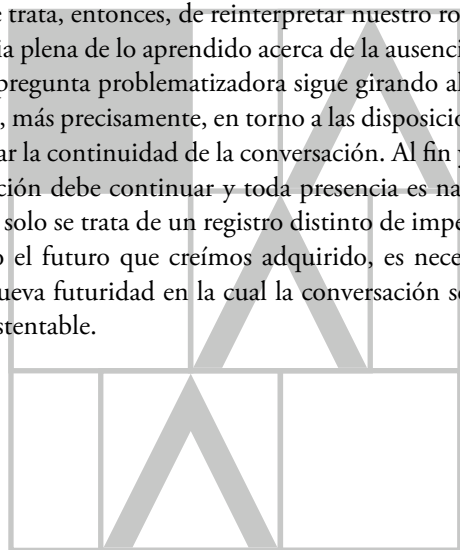 e trata, entonces, de reinterpretar nuestro ro
ia plena de lo aprendido acerca de la ausenci
pregunta problematizadora sigue girando al
, más precisamente, en torno a las disposicio
ar la continuidad de la conversación. Al fin y
ción debe continuar y toda presencia es na
solo se trata de un registro distinto de impe
o el futuro que creímos adquirido, es nece
ueva futuridad en la cual la conversación se
stentable.